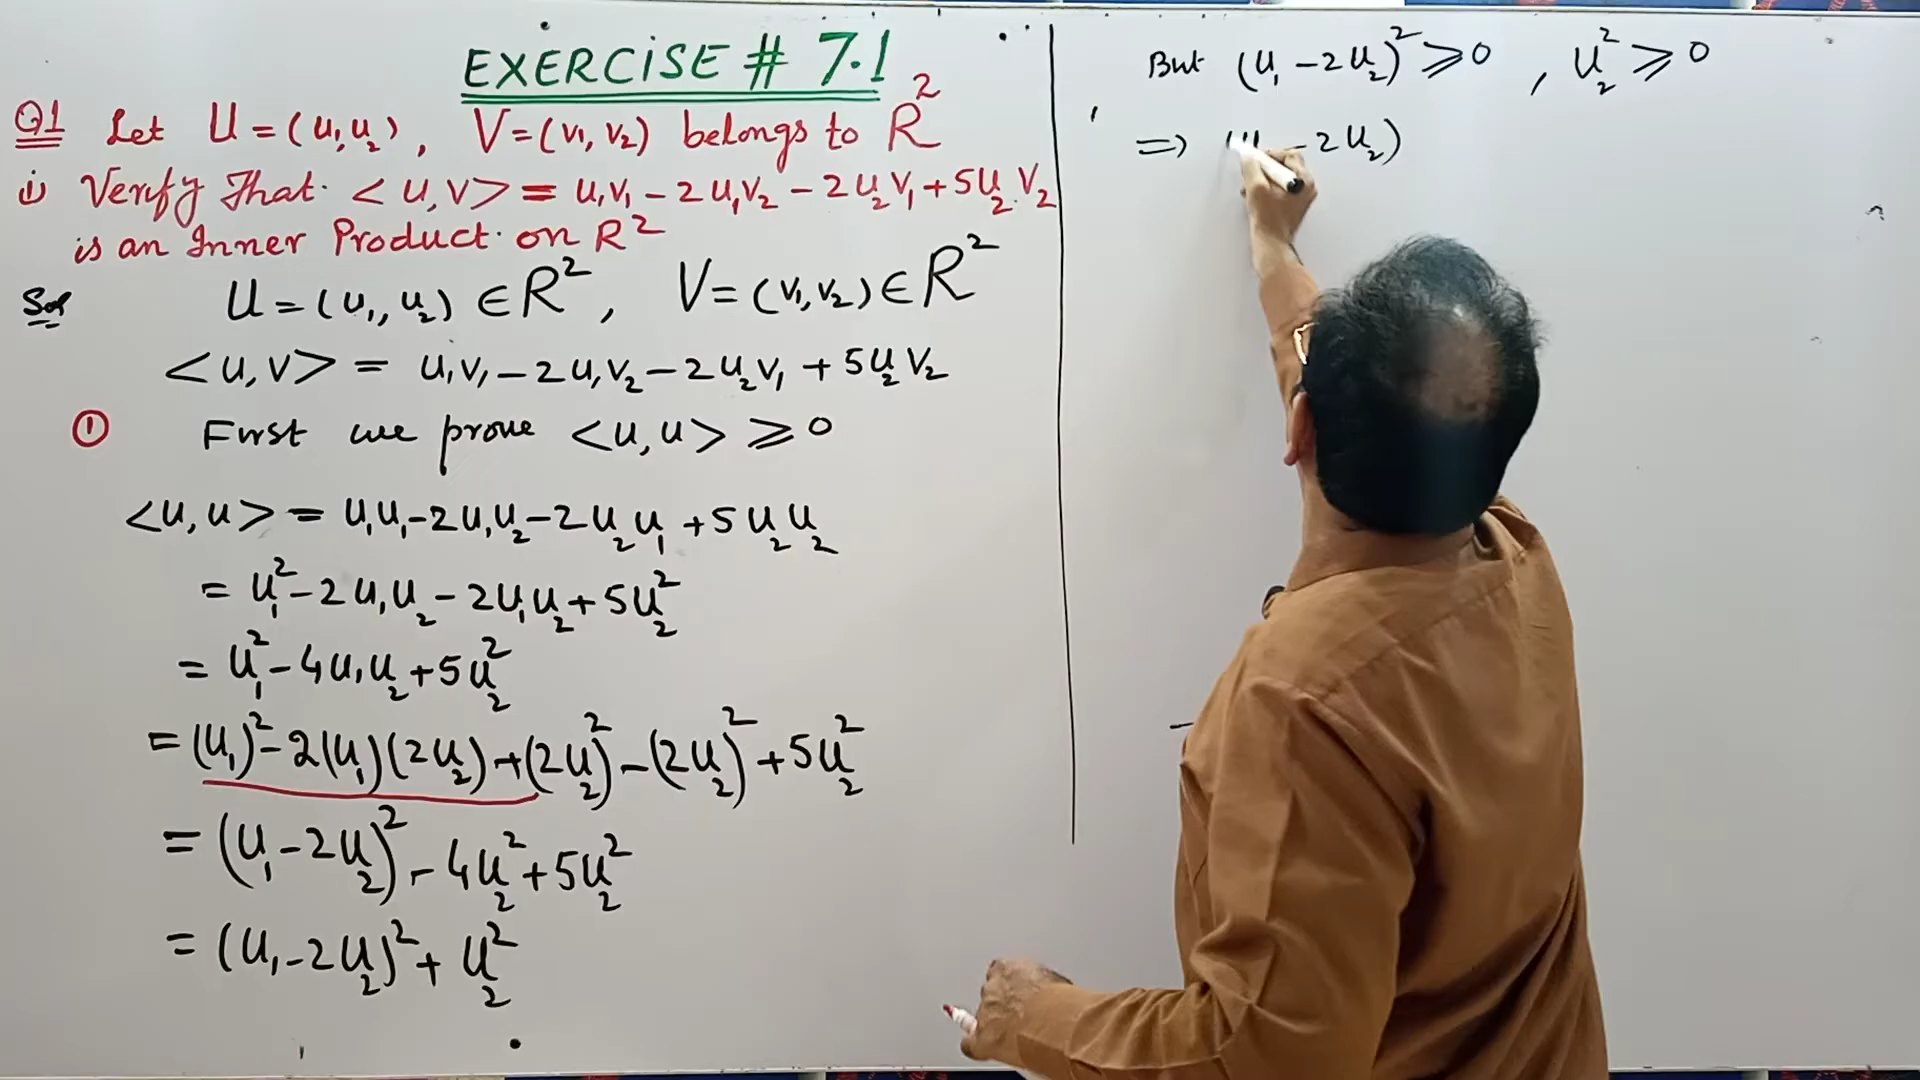 EXERCISE # 7.1
Q1 Let U = (u₁, u₂), V = (v₁, v₂) belongs to R²
i) Verify That <u, v> = u₁v₁ - 2u₁v₂ - 2u₂v₁ + 5u₂v₂
is an Inner Product on R²
Sol U = (u₁, u₂) ∈ R², V = (v₁, v₂) ∈ R²
<u, v> = u₁v₁ - 2u₁v₂ - 2u₂v₁ + 5u₂v₂
① First we prove <u, u> ≥ 0
<u, u> = u₁u₁ - 2u₁u₂ - 2u₂u₁ + 5u₂u₂
= u₁² - 2u₁u₂ - 2u₁u₂ + 5u₂²
= u₁² - 4u₁u₂ + 5u₂²
= (u₁)² - 2(u₁)(2u₂) + (2u₂)² - (2u₂)² + 5u₂²
= (u₁ - 2u₂)² - 4u₂² + 5u₂²
= (u₁ - 2u₂)² + u₂²
But (u₁ - 2u₂)² ≥ 0, u₂² ≥ 0
⇒ - 2u₂)